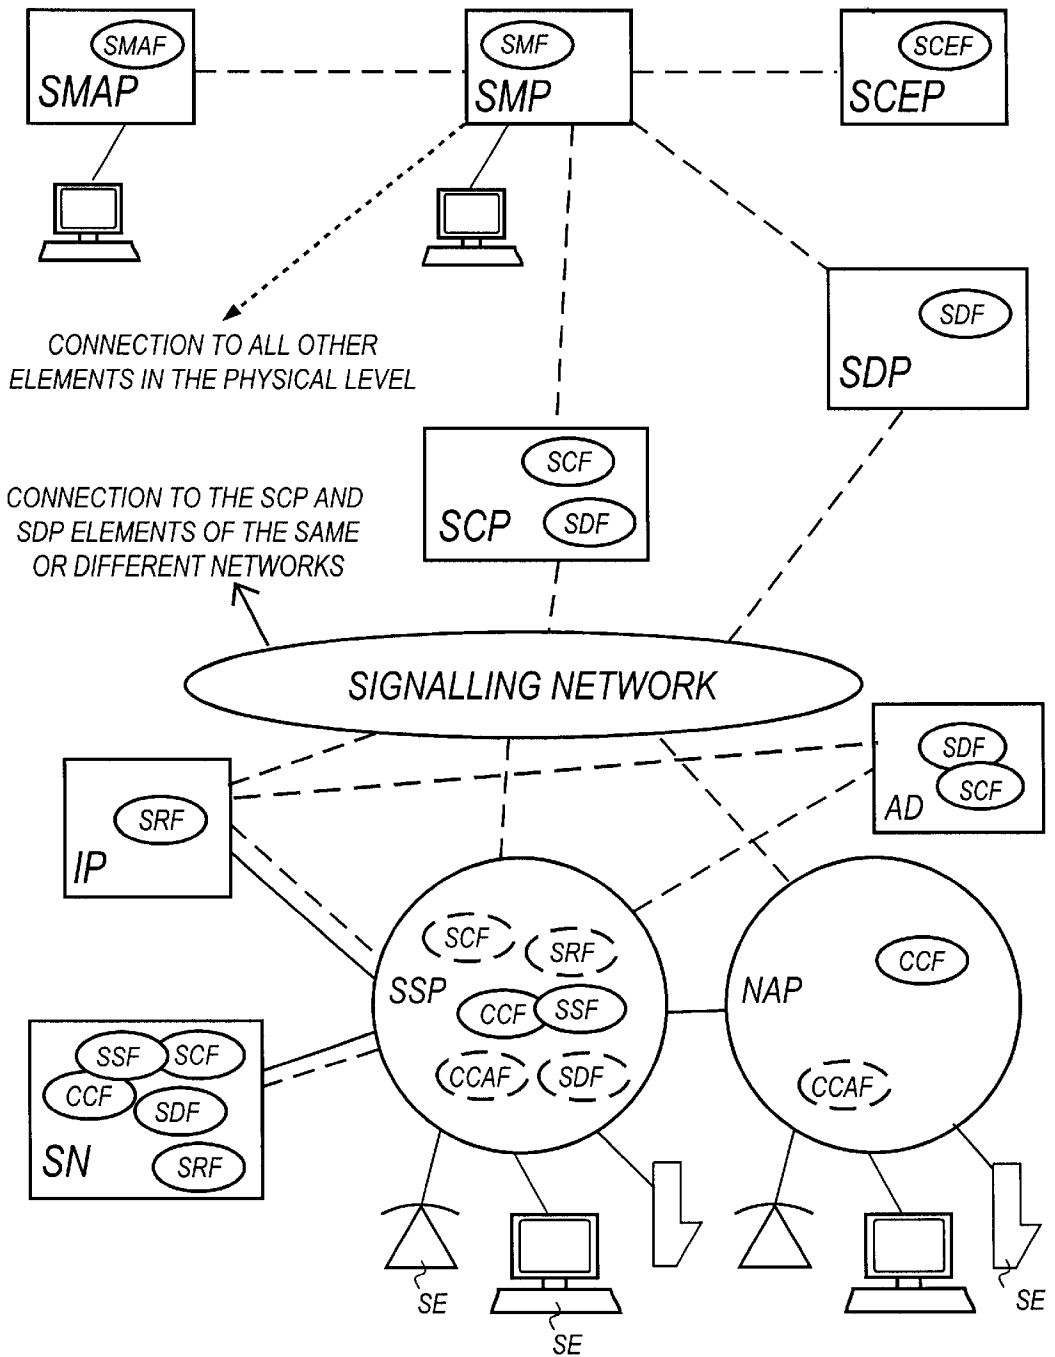 SMAF
SMAP
SMF
SMP
SCEF
SCEP
CONNECTION TO ALL OTHER
ELEMENTS IN THE PHYSICAL LEVEL
SDF
SDP
SCF
SCP
SDF
CONNECTION TO THE SCP AND
SDP ELEMENTS OF THE SAME
OR DIFFERENT NETWORKS
SIGNALLING NETWORK
SDF
SCF
AD
SRF
IP
SCF
SRF
SSP
CCF
SSF
CCAF
SDF
CCF
NAP
CCAF
SSF
SCF
CCF
SDF
SN
SRF
SE
SE
SE